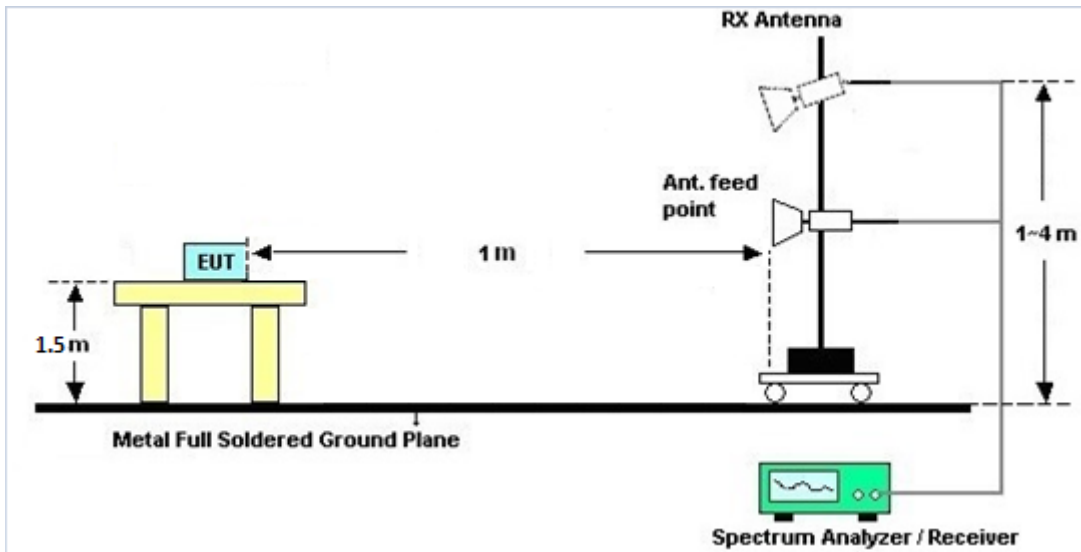 RX Antenna
Ant. feed
point
EUT
1 m
1~4 m
1.5 m
Metal Full Soldered Ground Plane
Spectrum Analyzer / Receiver